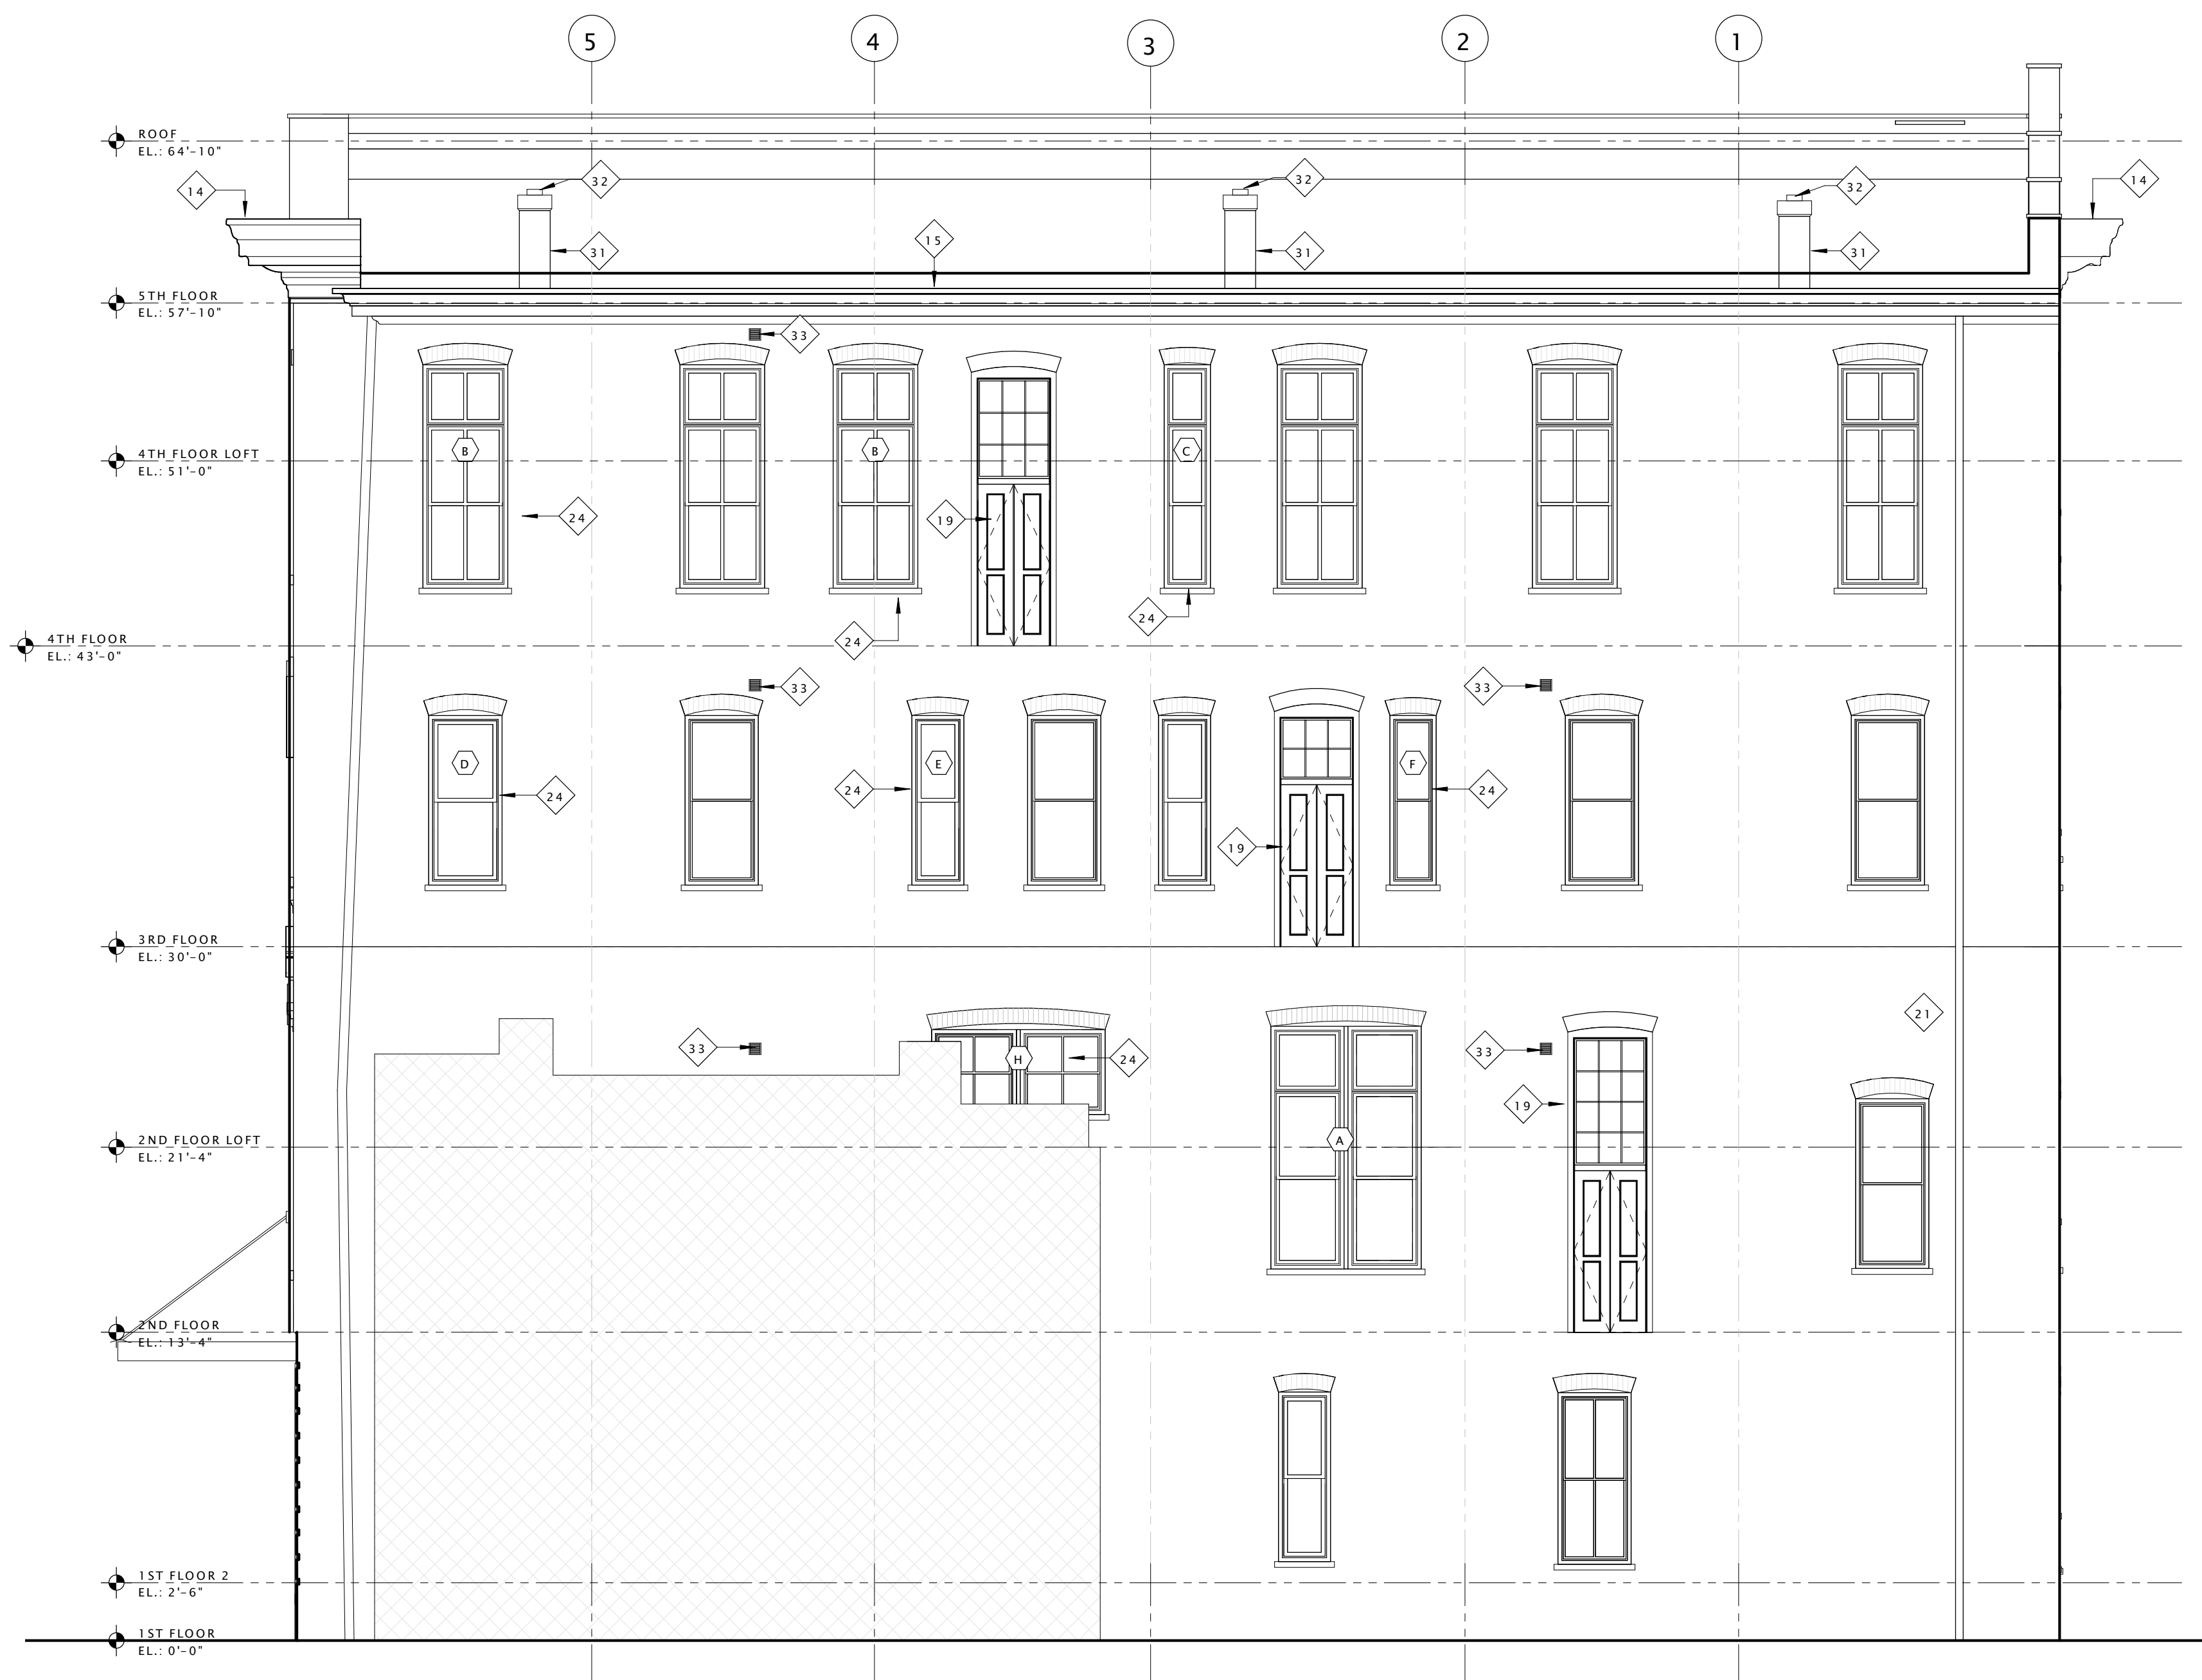 5 4 3 2 1
ROOF
EL.: 64'-10"
32 32 32
14 14
15
31 31 31
5TH FLOOR
EL.: 57'-10"
33
B B C
4TH FLOOR LOFT
EL.: 51'-0"
24 19
24
24
4TH FLOOR
EL.: 43'-0"
33 33
D E F
24 24 24
19
3RD FLOOR
EL.: 30'-0"
21
33 H 24 33
19
A
2ND FLOOR LOFT
EL.: 21'-4"
2ND FLOOR
EL.: 13'-4"
1ST FLOOR 2
EL.: 2'-6"
1ST FLOOR
EL.: 0'-0"